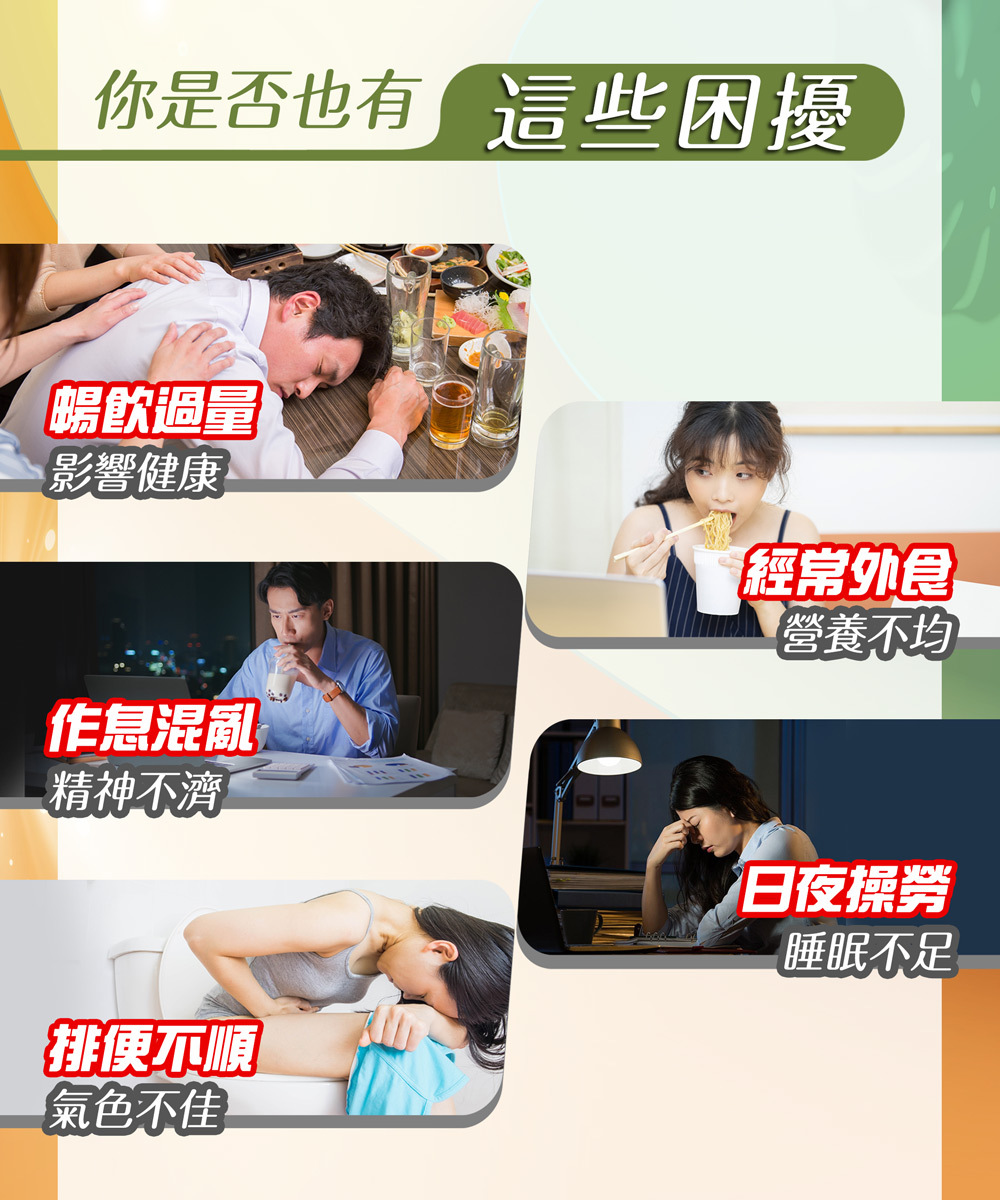 你是否也有 這些困擾
暢飲過量
影響健康
經常外食
營養不均
作息混亂
精神不濟
日夜操勞
睡眠不足
排便不順
氣色不佳